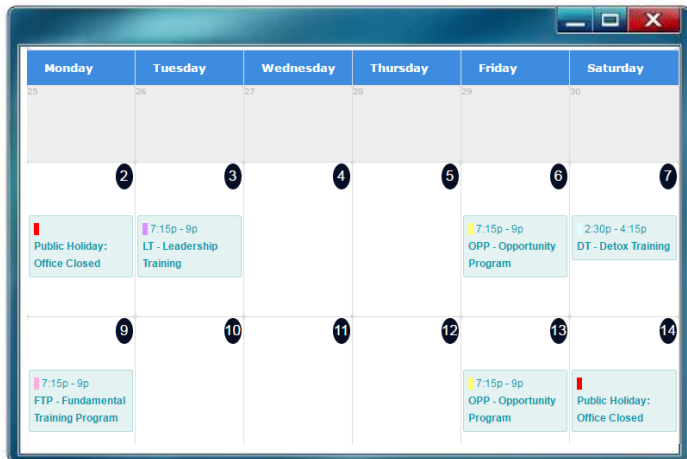 Monday Tuesday Wednesday Thursday Friday Saturday
25 26 27 28 29 30
2 3 4 5 6 7
Public Holiday:
Office Closed
7:15p - 9p
LT - Leadership
Training
7:15p - 9p
OPP - Opportunity
Program
2:30p - 4:15p
DT - Detox Training
9 10 11 12 13 14
7:15p - 9p
FTP - Fundamental
Training Program
7:15p - 9p
OPP - Opportunity
Program
Public Holiday:
Office Closed